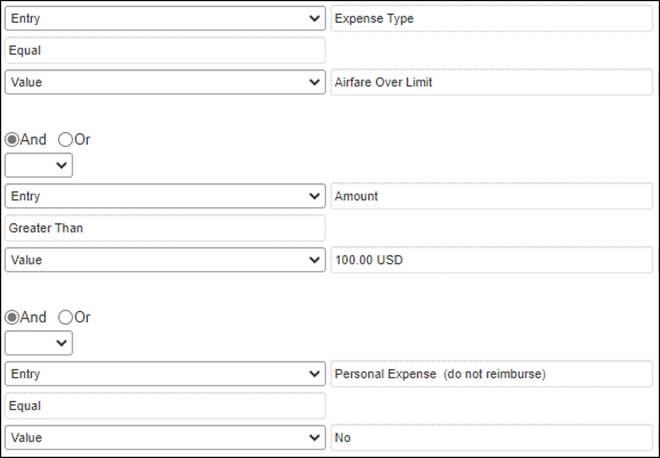 Entry Expense Type
Equal
Value Airfare Over Limit
And Or
Entry Amount
Greater Than
Value 100.00 USD
And Or
Entry Personal Expense (do not reimburse)
Equal
Value No